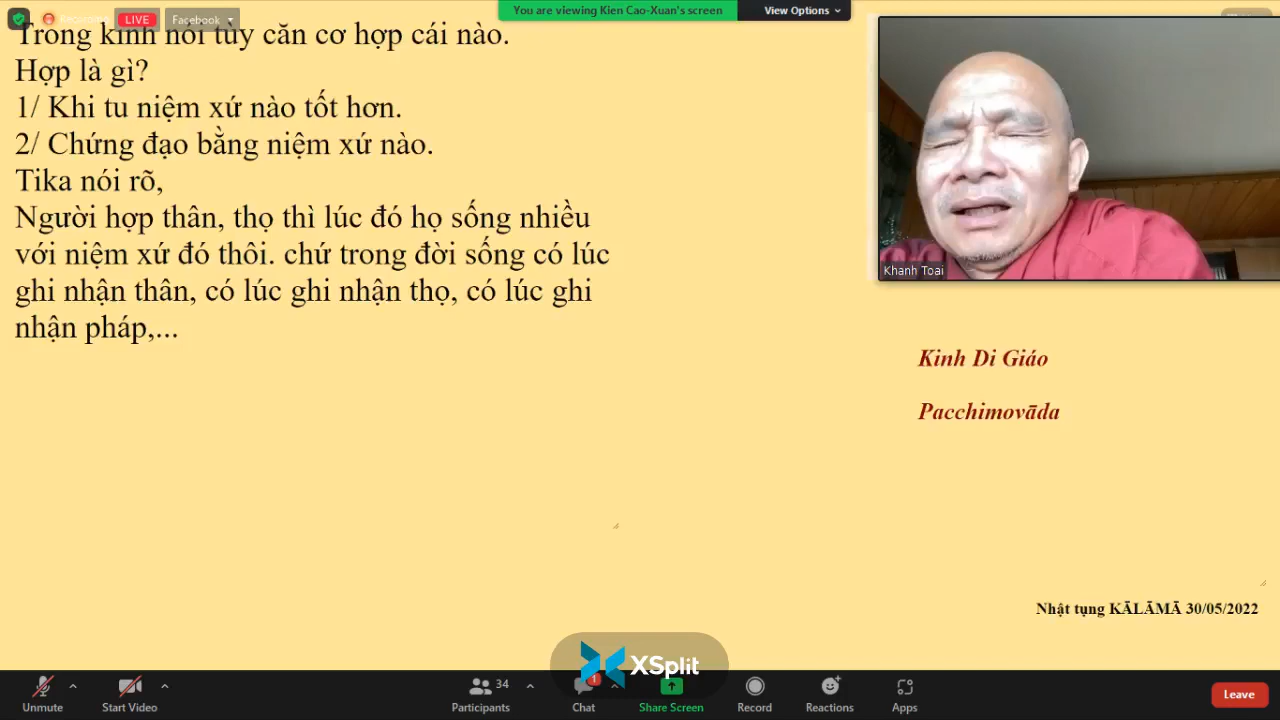 Recording
LIVE
Facebook
You are viewing Kien Cao-Xuan's screen
View Options
Trong kinh nói tùy căn cơ hợp cái nào.
Hợp là gì?
1/ Khi tu niệm xứ nào tốt hơn.
2/ Chứng đạo bằng niệm xứ nào.
Tika nói rõ,
Người hợp thân, thọ thì lúc đó họ sống nhiều
với niệm xứ đó thôi. chứ trong đời sống có lúc
ghi nhận thân, có lúc ghi nhận thọ, có lúc ghi
nhận pháp,...
Khanh Toai
Kinh Di Giáo
Pacchimovāda
Nhật tụng KĀLĀMĀ 30/05/2022
XSplit
Unmute
Start Video
34
Participants
1
Chat
Share Screen
Record
Reactions
Apps
Leave